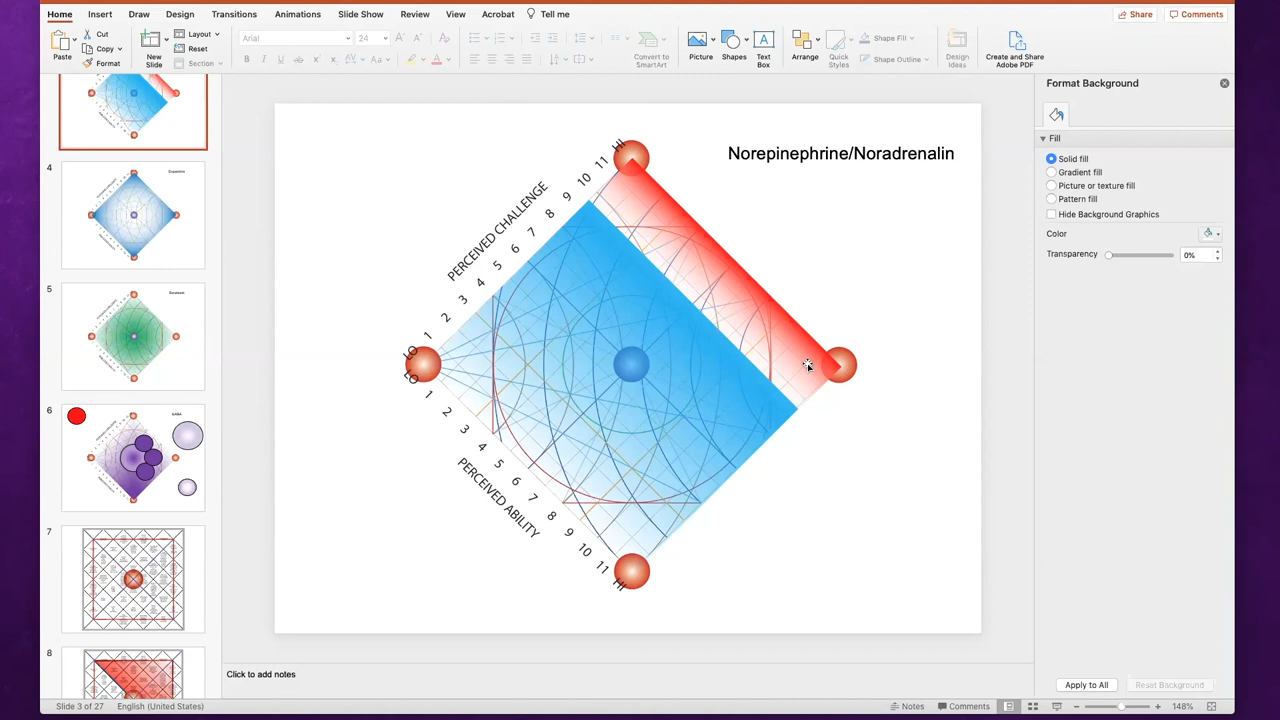 Home Insert Draw Design Transitions Animations Slide Show Review View Acrobat Tell me
Share Comments
Paste
Cut
Copy
Format
New Slide
Layout
Reset
Section
Arial 24
Convert to SmartArt
Picture
Shapes
Text Box
Arrange
Quick Styles
Shape Fill
Shape Outline
Design Ideas
Create and Share Adobe PDF
Format Background
Fill
Solid fill
Gradient fill
Picture or texture fill
Pattern fill
Hide Background Graphics
Color
Transparency 0%
Apply to All Reset Background
4
Dopamine
5
6
GABA
7
8
Norepinephrine/Noradrenalin
PERCEIVED CHALLENGE
LO 1 2 3 4 5 6 7 8 9 10 11 HI
LO 1 2 3 4 5 6 7 8 9 10 11 HI
PERCEIVED ABILITY
Click to add notes
Slide 3 of 27 English (United States)
Notes Comments 148%